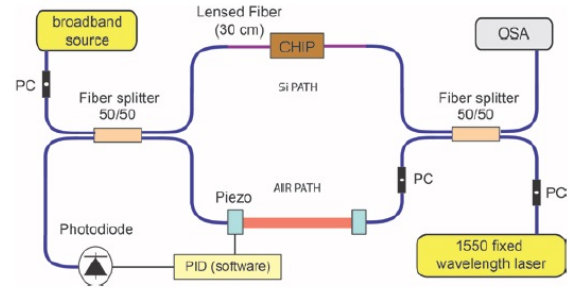 broadband
source
Lensed Fiber
(30 cm)
CHIP
OSA
PC
Fiber splitter
50/50
Si PATH
Fiber splitter
50/50
Piezo
AIR PATH
PC
PC
Photodiode
PID (software)
1550 fixed
wavelength laser